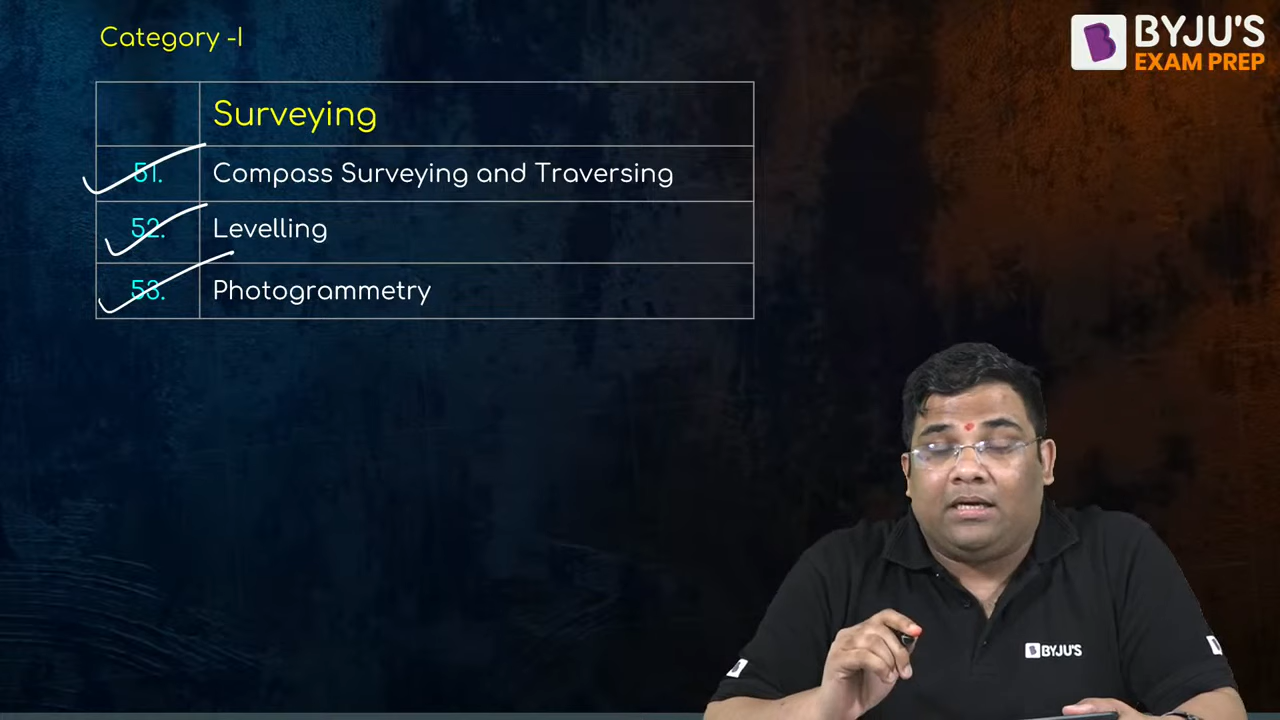 Category -I
BYJU'S
EXAM PREP
Surveying
51. Compass Surveying and Traversing
52. Levelling
53. Photogrammetry
BYJU'S